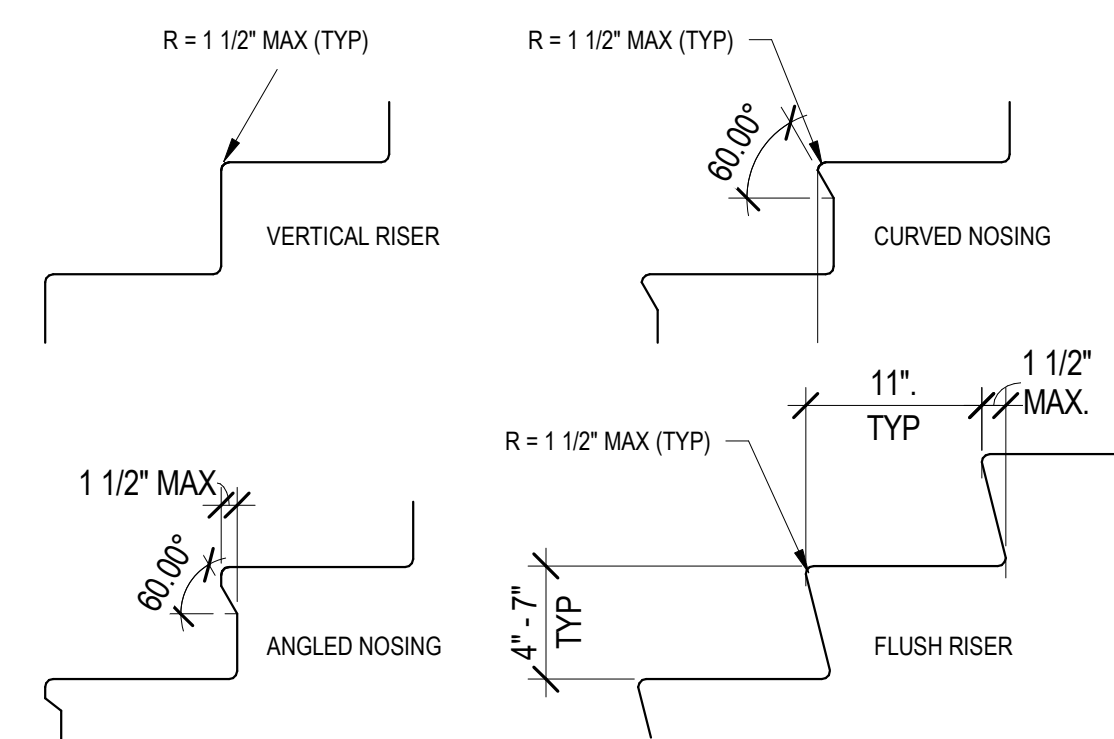 R = 1 1/2" MAX (TYP)
R = 1 1/2" MAX (TYP)
60.00°
VERTICAL RISER
CURVED NOSING
1 1/2"
MAX.
11".
TYP
R = 1 1/2" MAX (TYP)
1 1/2" MAX
60.00°
4" - 7"
TYP
ANGLED NOSING
FLUSH RISER